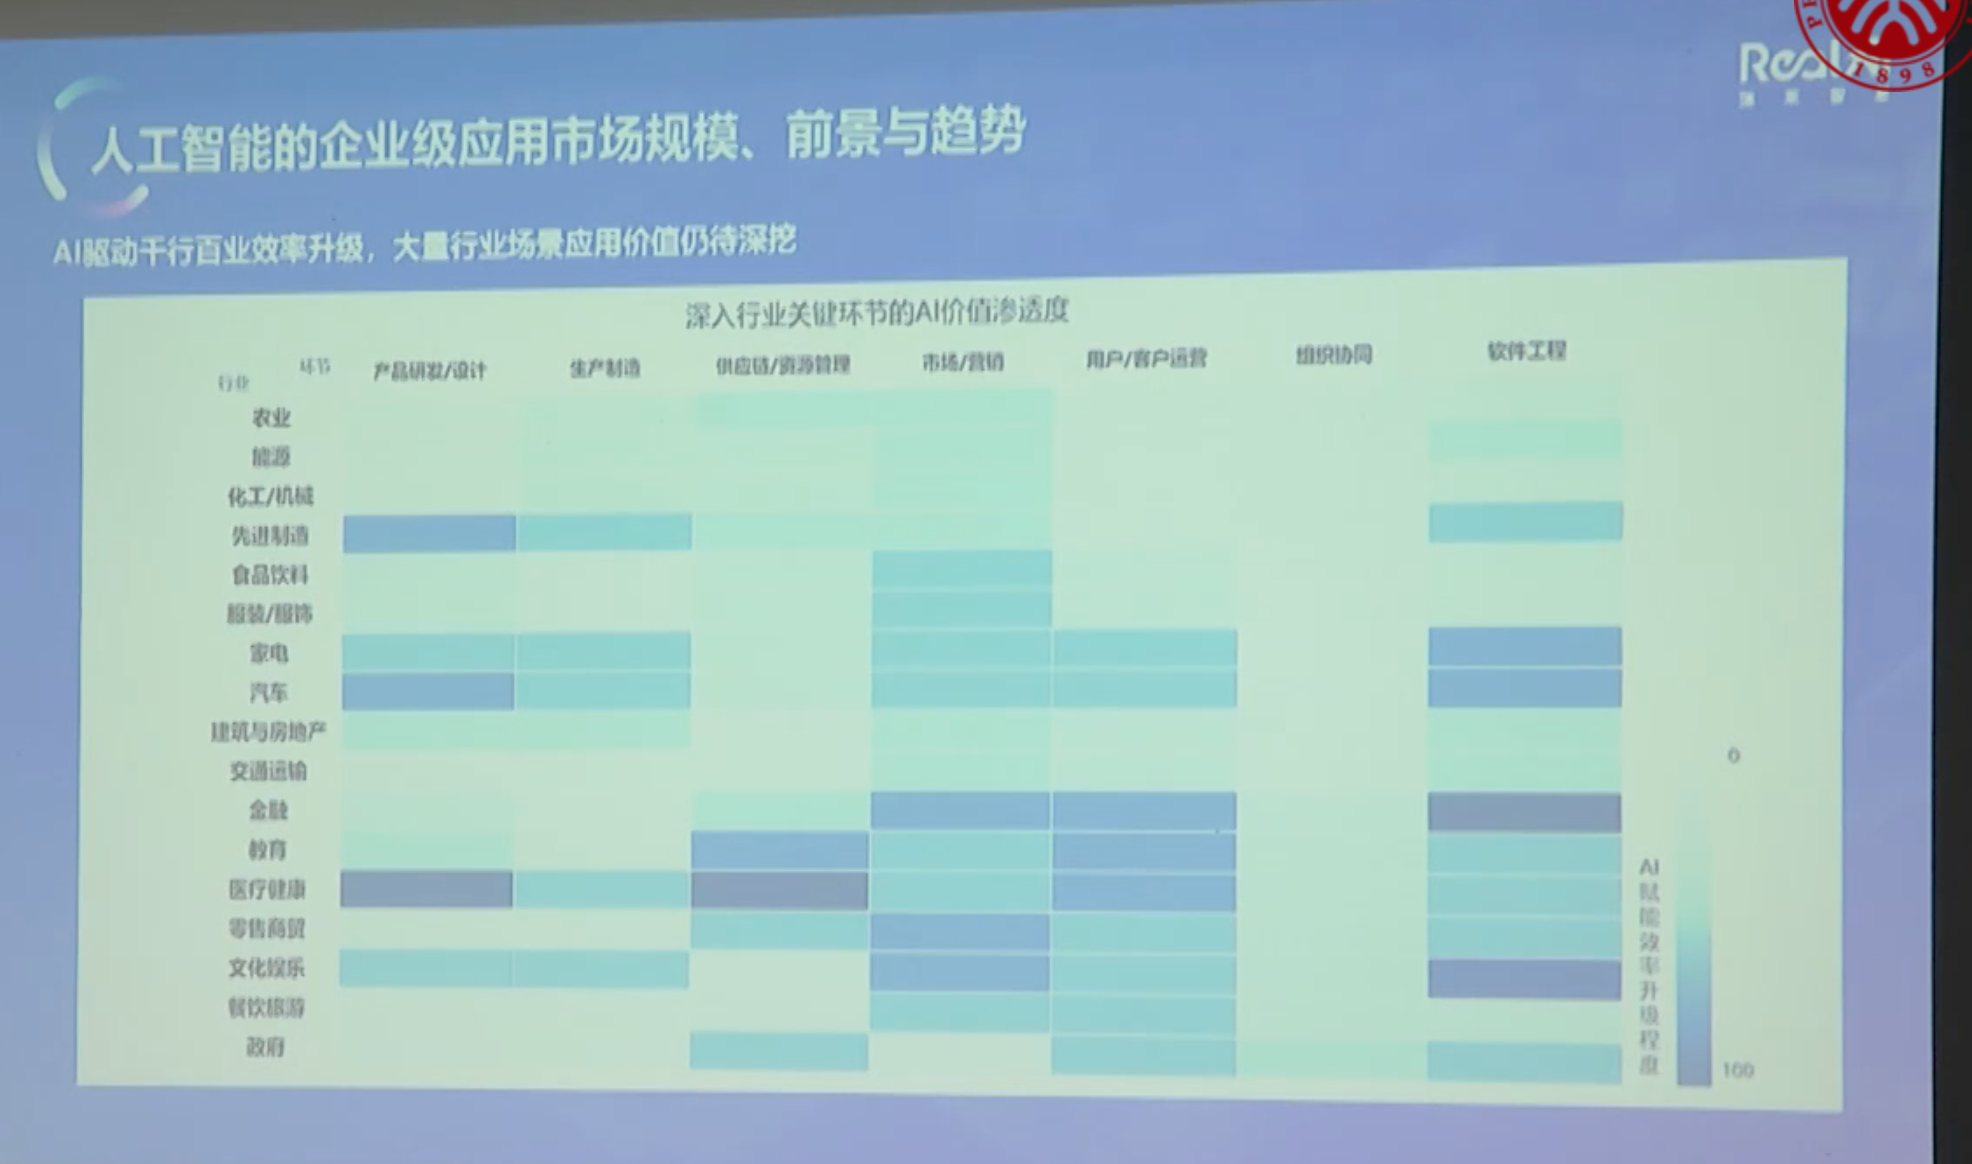 人工智能的企业级应用市场规模、前景与趋势
AI驱动千行百业效率升级，大量行业场景应用价值仍待深挖
深入行业关键环节的AI价值渗透度
环节 产品研发/设计 生产制造 供应链/资源管理 市场/营销 用户/客户运营 组织协同 软件工程
行业
农业
能源
化工/机械
先进制造
食品饮料
服装/服饰
家电
汽车
建筑与房地产
交通运输
金融
教育
医疗健康
零售商贸
文化娱乐
餐饮旅游
政府
0
AI赋能效率升级程度
100
1898